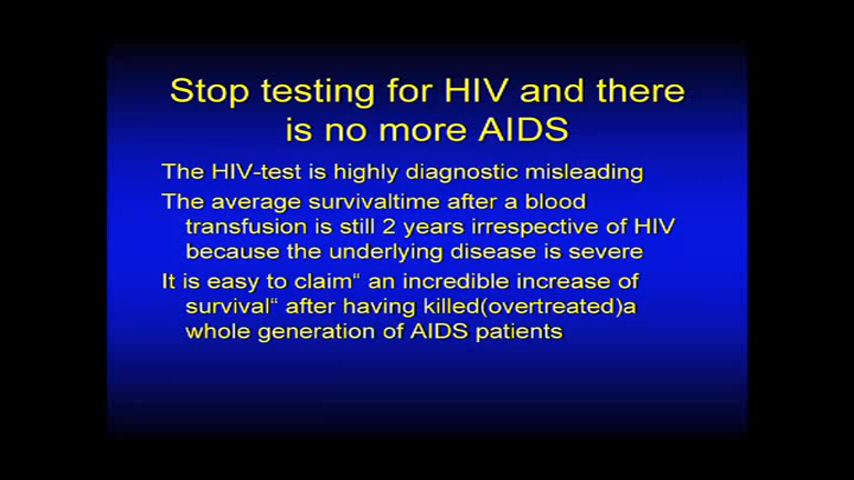 Stop testing for HIV and there
is no more AIDS
The HIV-test is highly diagnostic misleading
The average survivaltime after a blood
transfusion is still 2 years irrespective of HIV
because the underlying disease is severe
It is easy to claim“ an incredible increase of
survival“ after having killed(overtreated)a
whole generation of AIDS patients